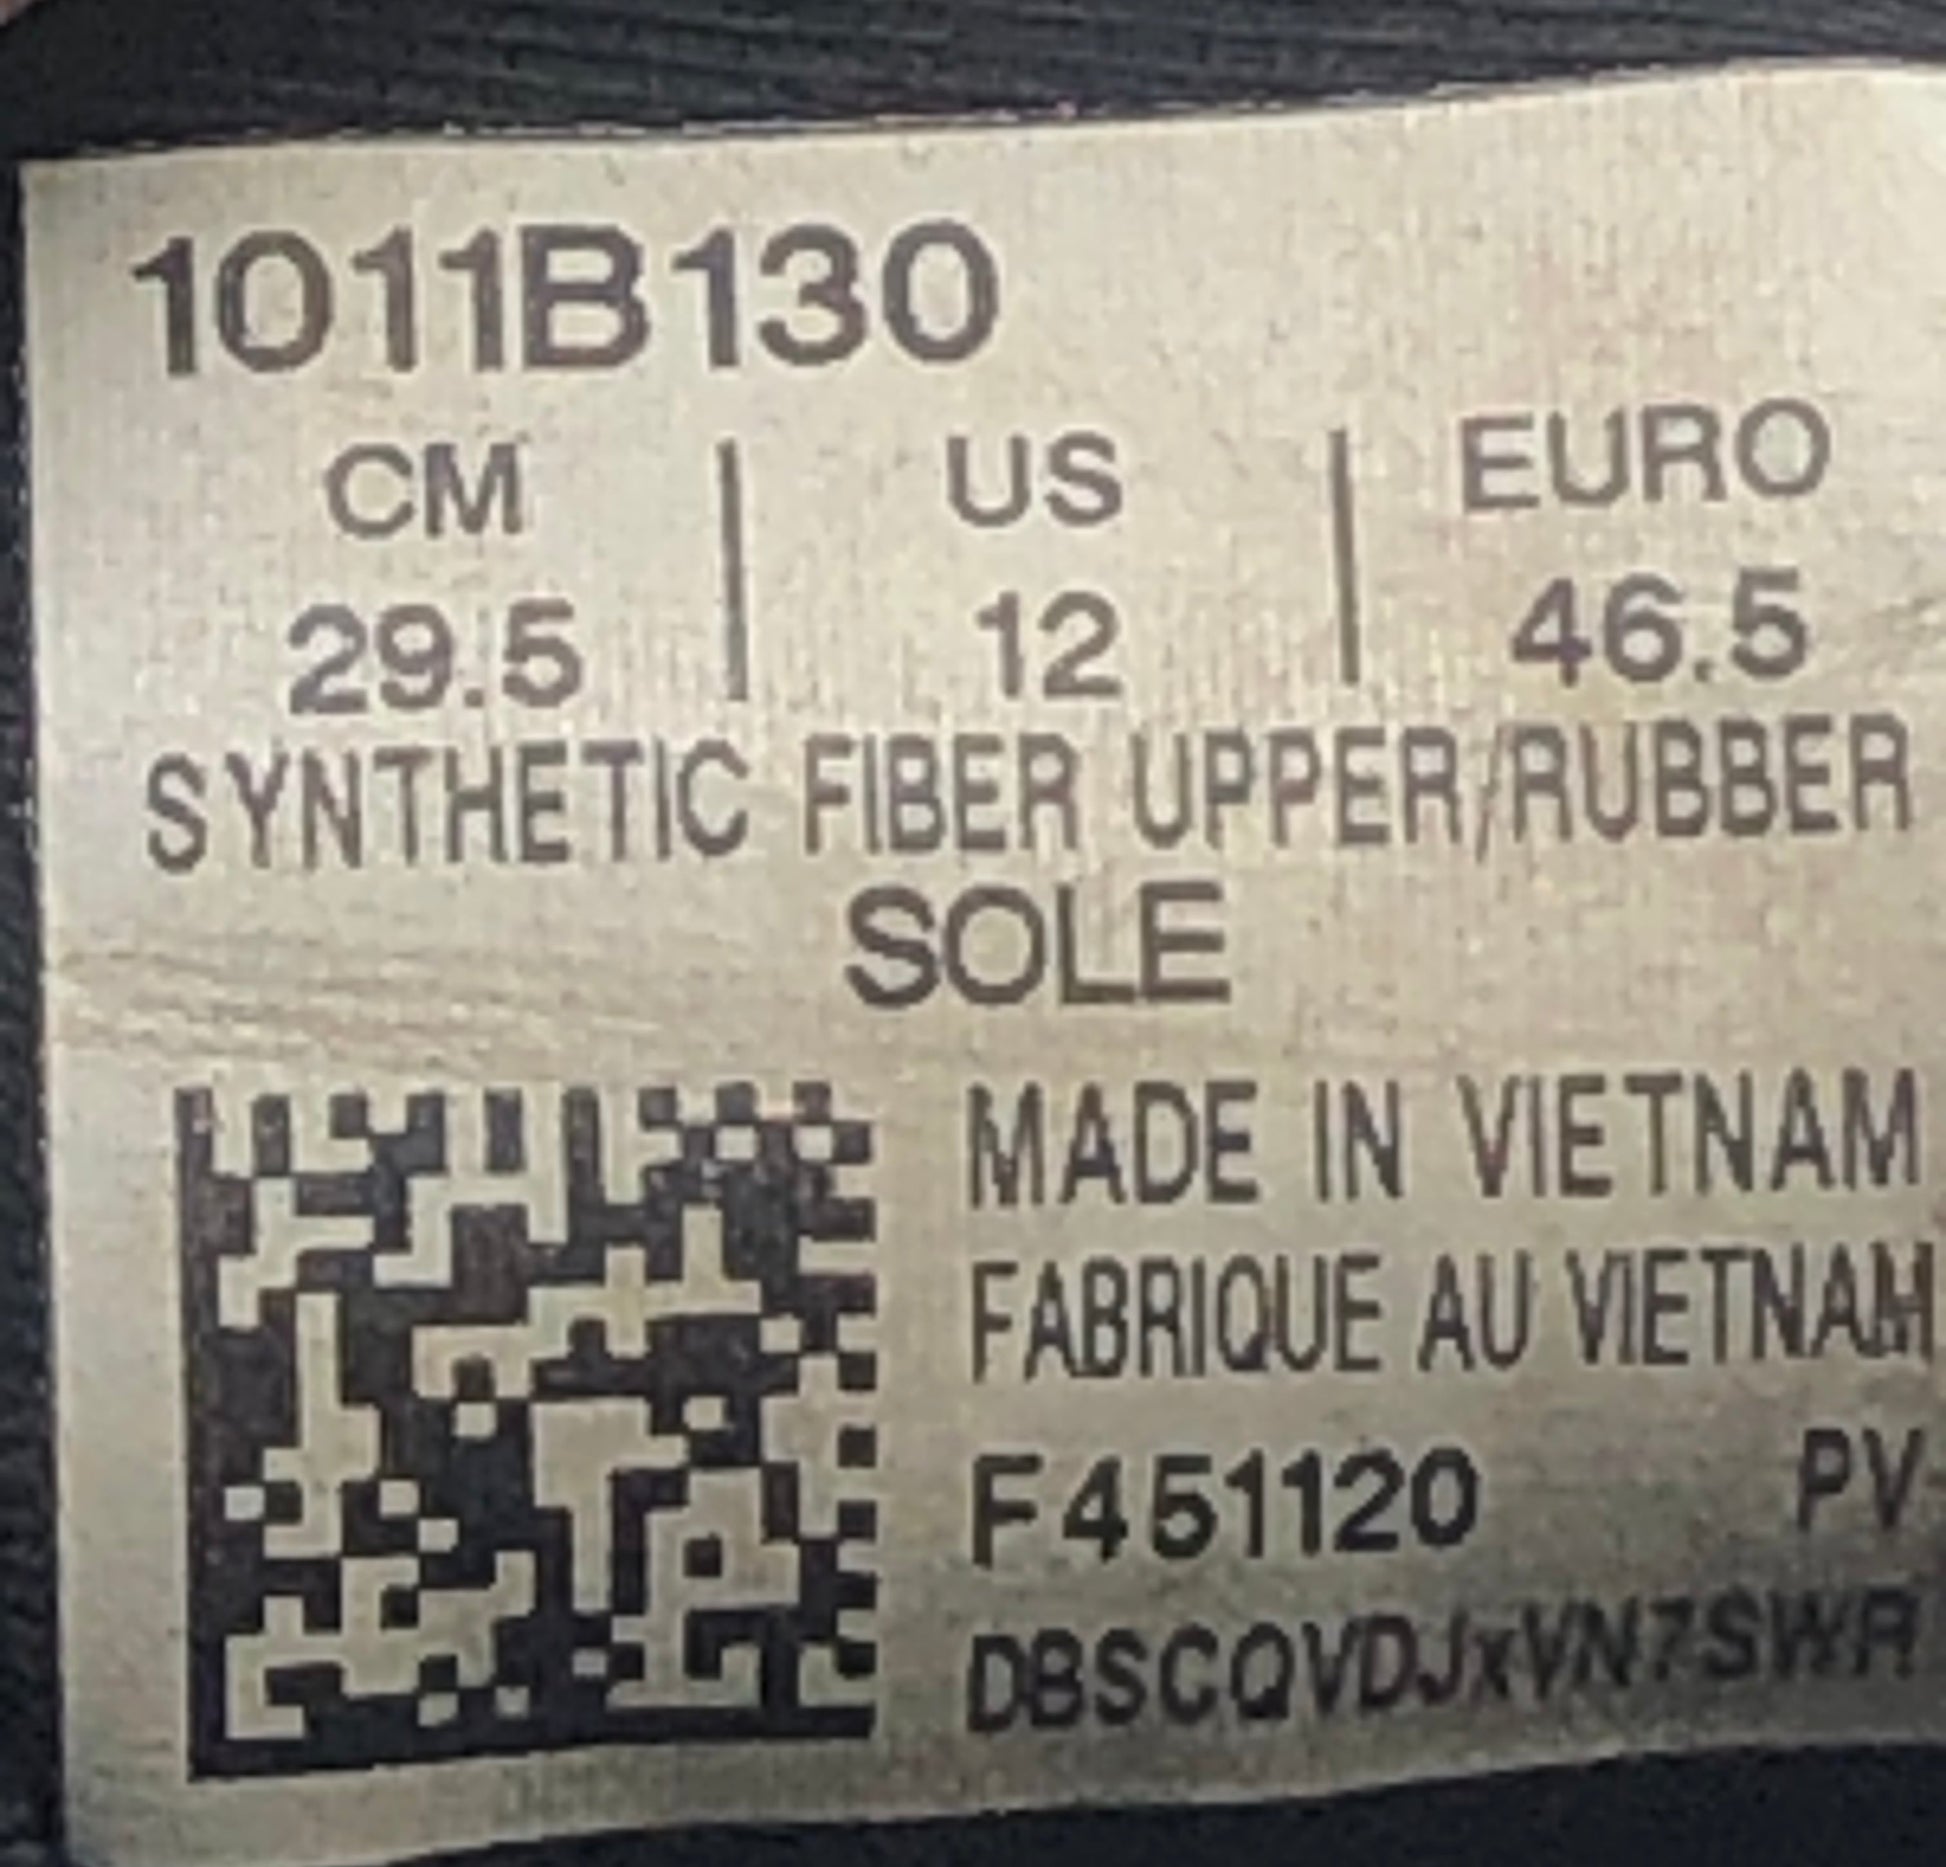 1011B130
CM | US | EURO
29.5 | 12 | 46.5
SYNTHETIC FIBER UPPER/RUBBER
SOLE
MADE IN VIETNAM
FABRIQUE AU VIETNAM
F451120 PV-
DBSCQVDJxVN7SWR